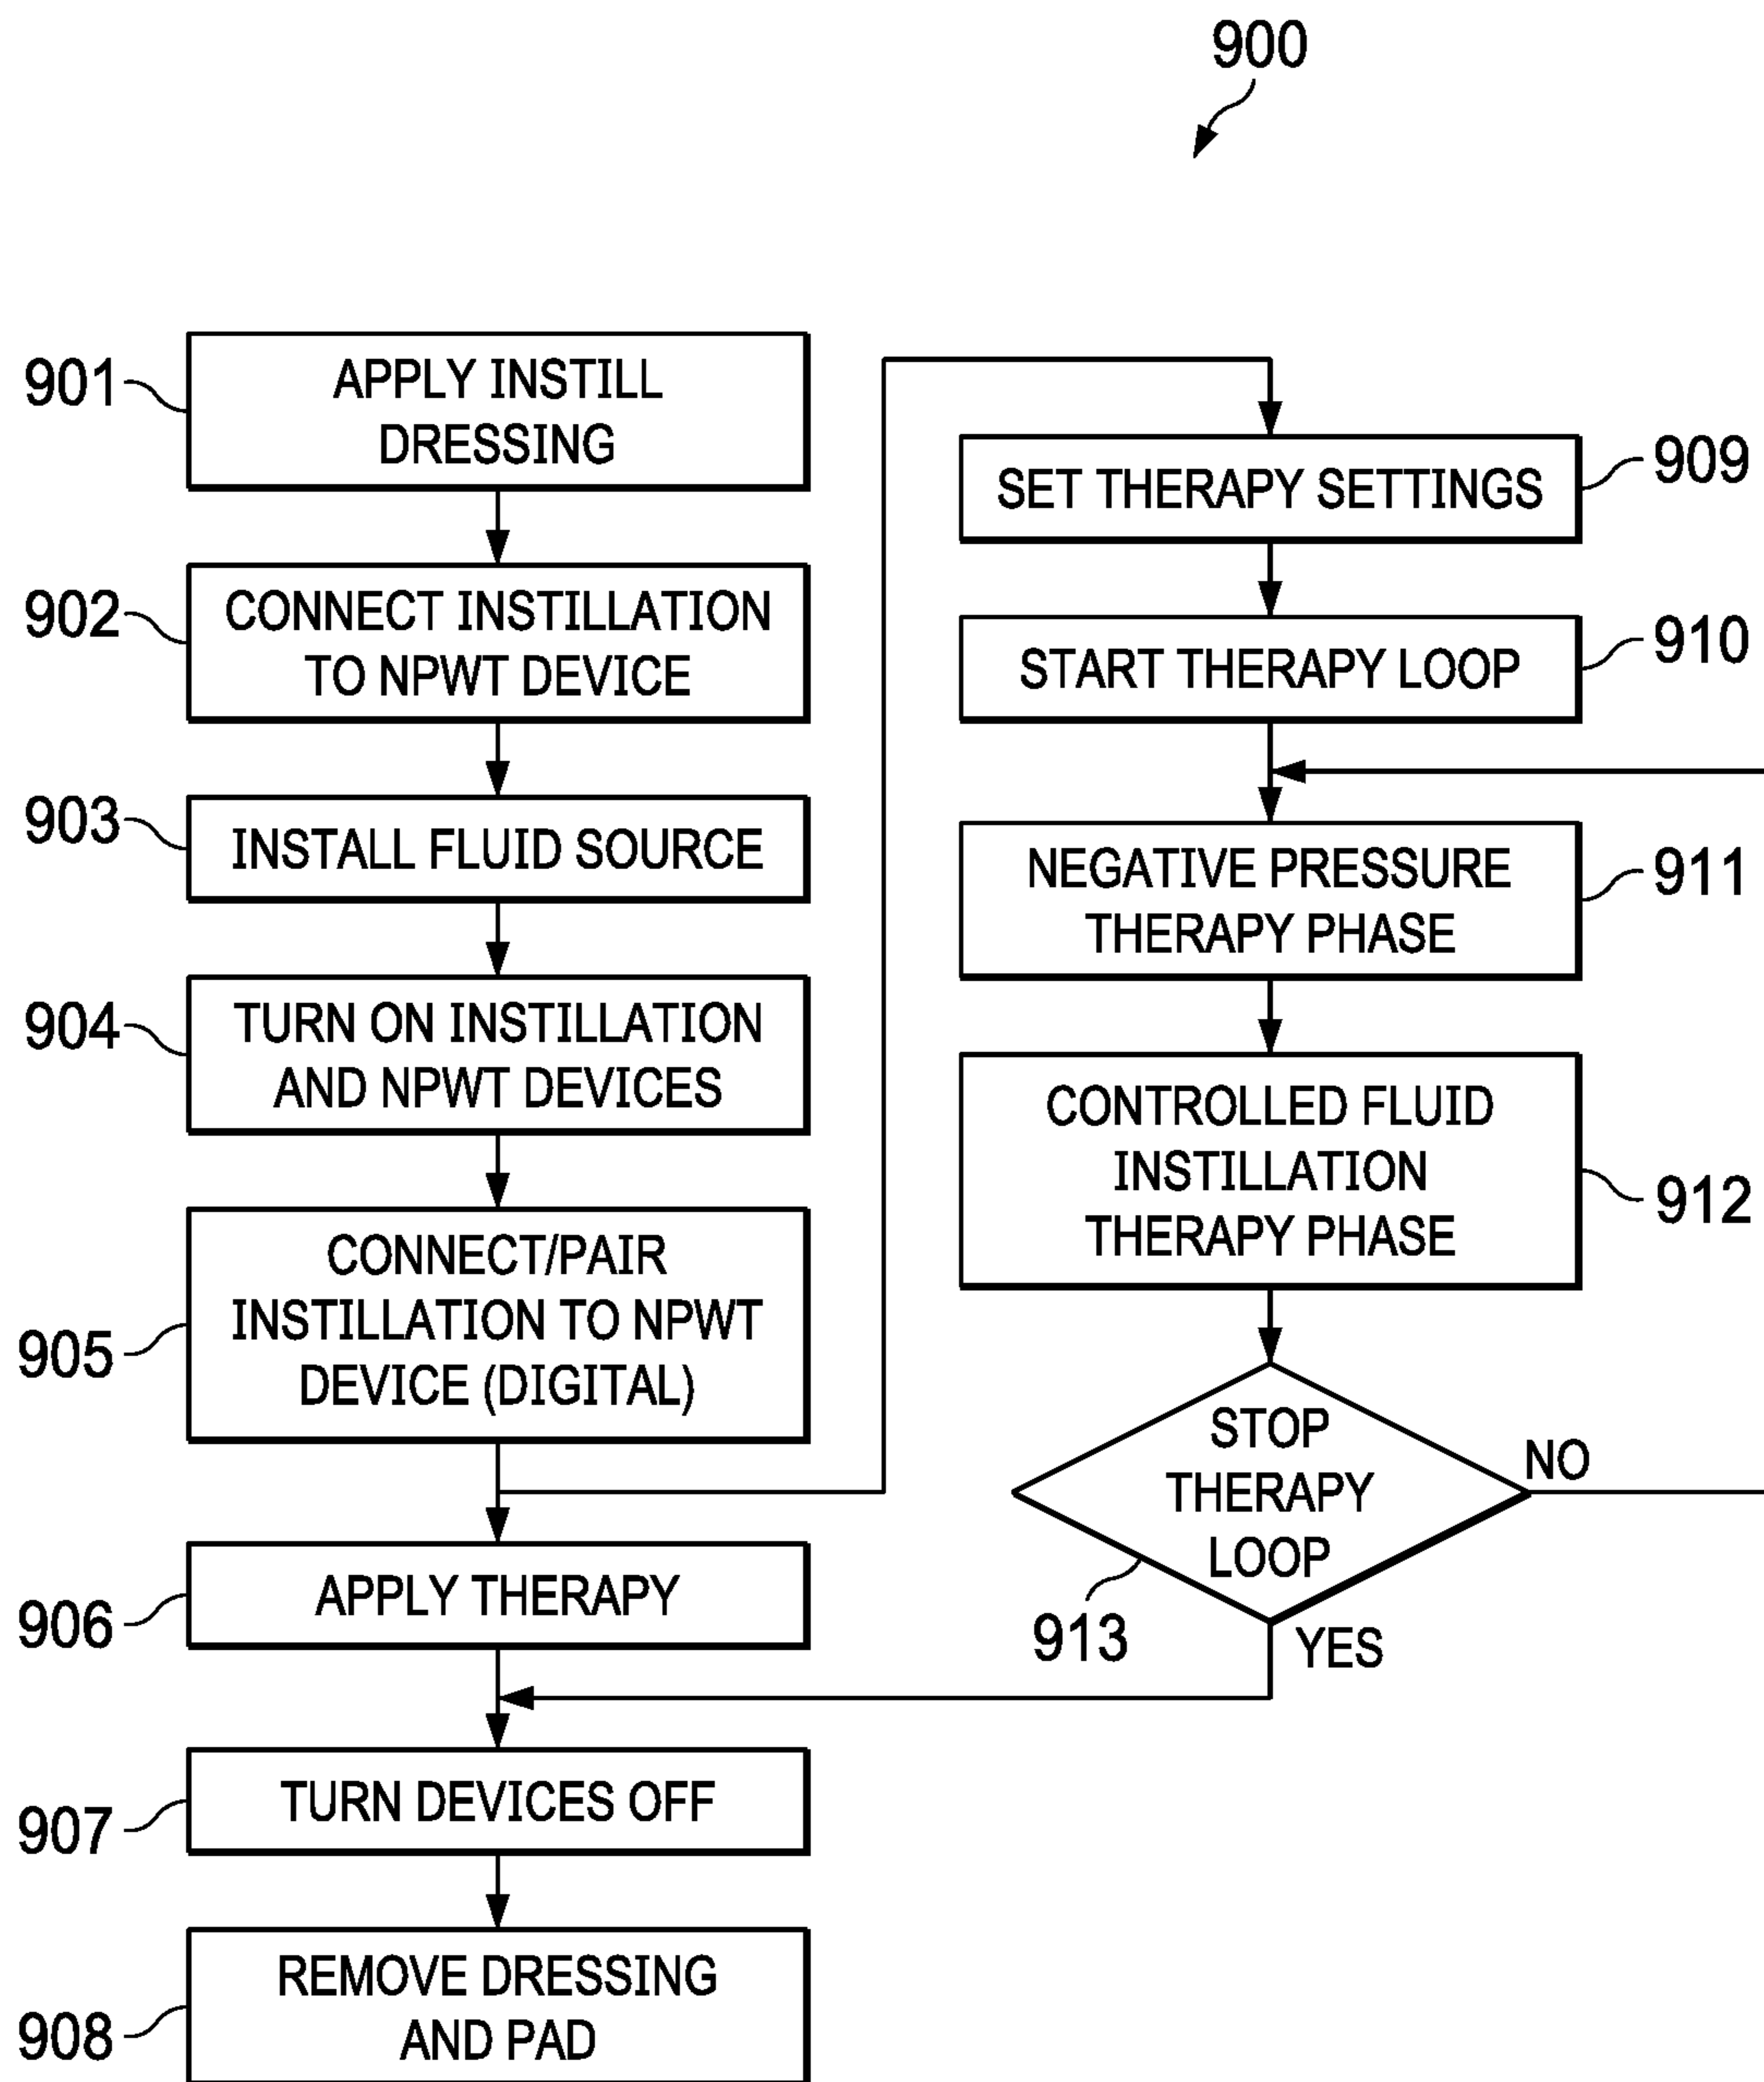 900
901
APPLY INSTILL
DRESSING
902
CONNECT INSTILLATION
TO NPWT DEVICE
903
INSTALL FLUID SOURCE
904
TURN ON INSTILLATION
AND NPWT DEVICES
905
CONNECT/PAIR
INSTILLATION TO NPWT
DEVICE (DIGITAL)
906
APPLY THERAPY
907
TURN DEVICES OFF
908
REMOVE DRESSING
AND PAD
SET THERAPY SETTINGS
909
START THERAPY LOOP
910
NEGATIVE PRESSURE
THERAPY PHASE
911
CONTROLLED FLUID
INSTILLATION
THERAPY PHASE
912
STOP
THERAPY
LOOP
913
NO
YES